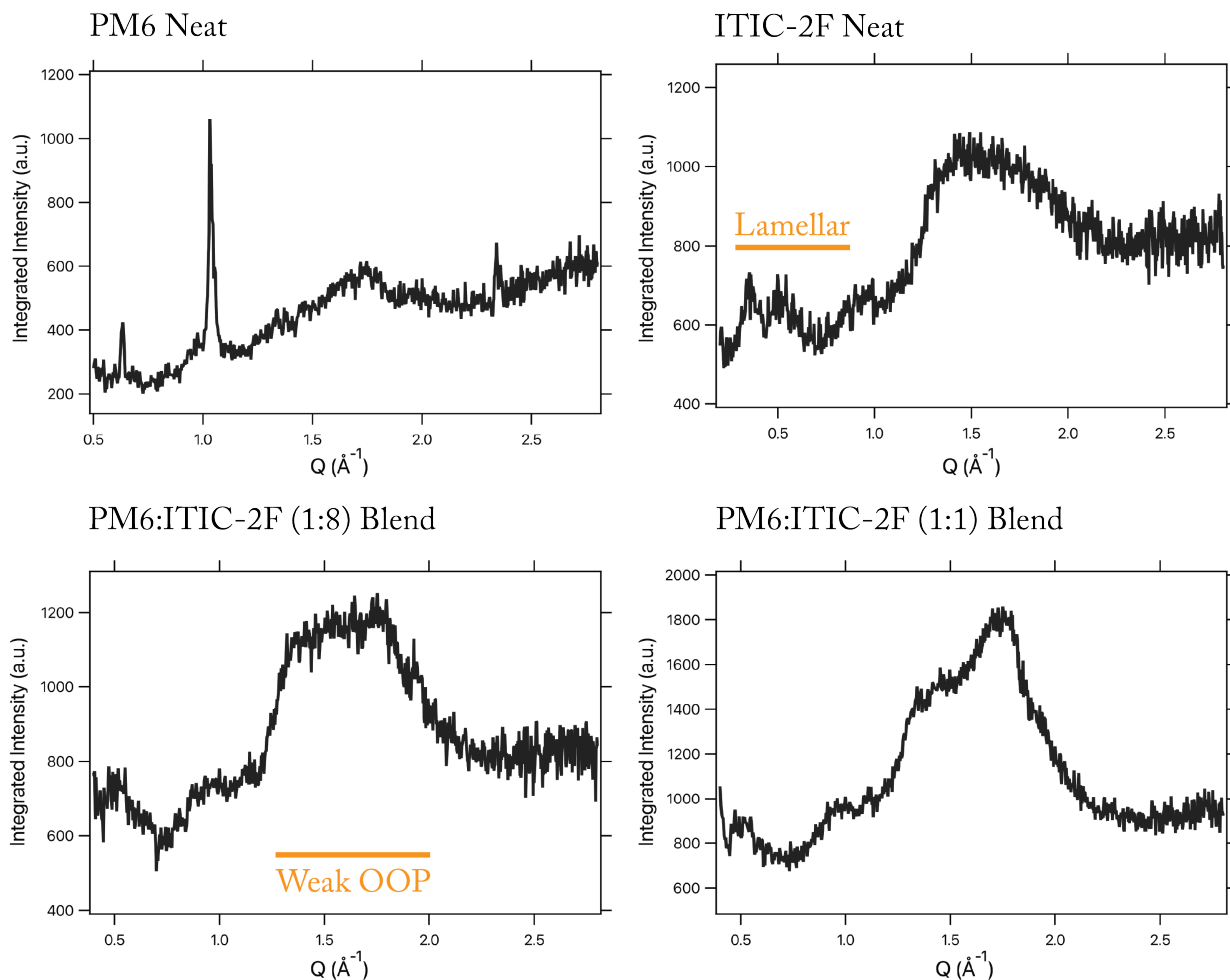 PM6 Neat
1200
1000
800
600
400
200
Integrated Intensity (a.u.)
0.5 1.0 1.5 2.0 2.5
Q (Å⁻¹)
ITIC-2F Neat
1200
1000
800
600
400
Integrated Intensity (a.u.)
Lamellar
0.5 1.0 1.5 2.0 2.5
Q (Å⁻¹)
PM6:ITIC-2F (1:8) Blend
1200
1000
800
600
400
Integrated Intensity (a.u.)
Weak OOP
0.5 1.0 1.5 2.0 2.5
Q (Å⁻¹)
PM6:ITIC-2F (1:1) Blend
2000
1800
1600
1400
1200
1000
800
600
Integrated Intensity (a.u.)
0.5 1.0 1.5 2.0 2.5
Q (Å⁻¹)